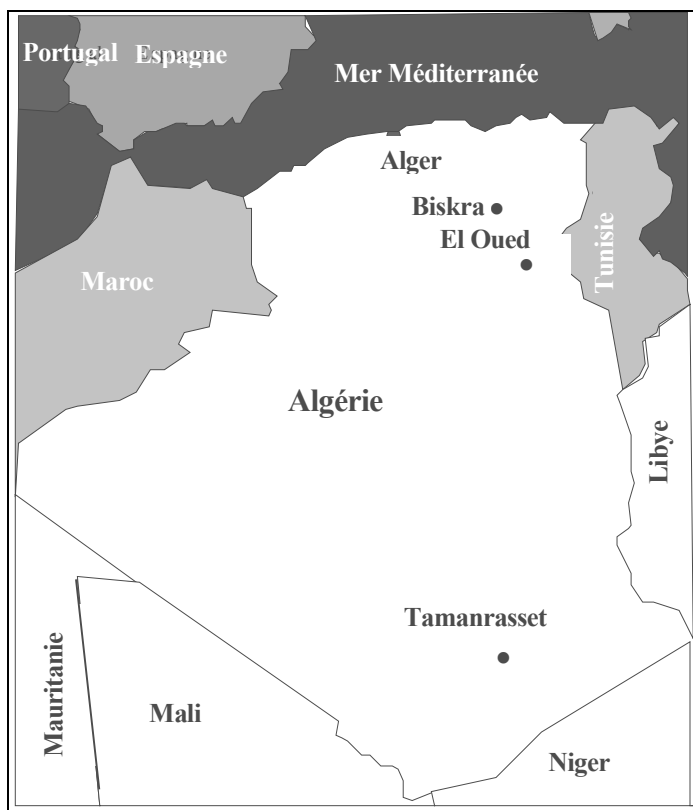 Portugal Espagne
Mer Méditerranée
Alger
Biskra
El Oued
Tunisie
Maroc
Algérie
Libye
Tamanrasset
Mauritanie
Mali
Niger